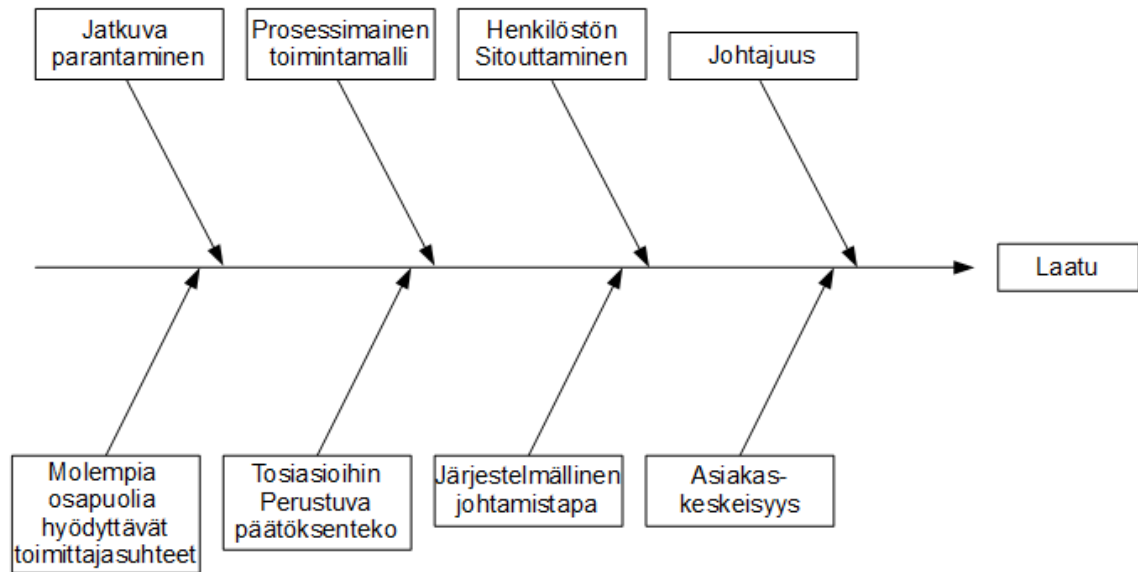 Jatkuva
parantaminen
Prosessimainen
toimintamalli
Henkilöstön
Sitouttaminen
Johtajuus
Laatu
Molempia
osapuolia
hyödyttävät
toimittajasuhteet
Tosiasioihin
Perustuva
päätöksenteko
Järjestelmällinen
johtamistapa
Asiakas-
keskeisyys